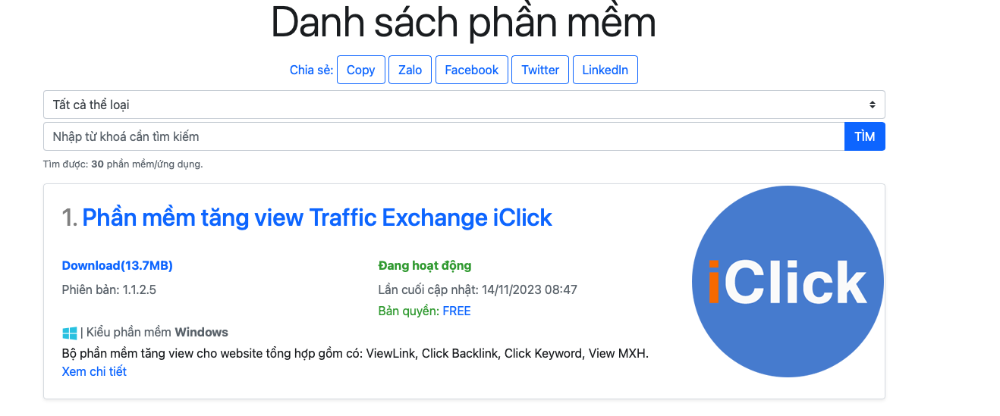 Danh sách phần mềm
Chia sẻ: Copy Zalo Facebook Twitter LinkedIn
Tất cả thể loại
Nhập từ khoá cần tìm kiếm TÌM
Tìm được: 30 phần mềm/ứng dụng.
1. Phần mềm tăng view Traffic Exchange iClick
Download(13.7MB) Đang hoạt động
Phiên bản: 1.1.2.5 Lần cuối cập nhật: 14/11/2023 08:47
Bản quyền: FREE
| Kiểu phần mềm Windows
Bộ phần mềm tăng view cho website tổng hợp gồm có: ViewLink, Click Backlink, Click Keyword, View MXH.
Xem chi tiết
iClick